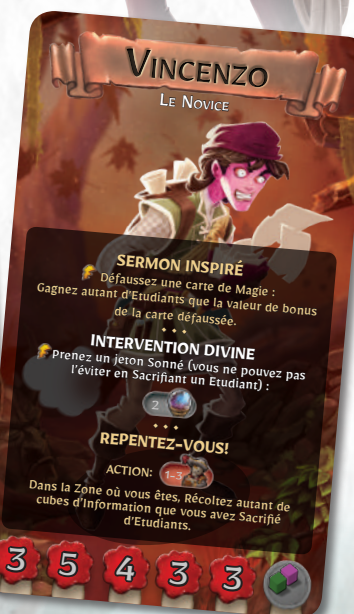 VINCENZO
LE NOVICE
SERMON INSPIRÉ
Défaussez une carte de Magie :
Gagnez autant d'Etudiants que la valeur de bonus
de la carte défaussée.
INTERVENTION DIVINE
Prenez un jeton Sonné (vous ne pouvez pas
l'éviter en Sacrifiant un Etudiant) :
2
REPENTEZ-VOUS!
ACTION: 1-3
Dans la Zone où vous êtes, Récoltez autant de
cubes d'Information que vous avez Sacrifié
d'Etudiants.
3 5 4 3 3